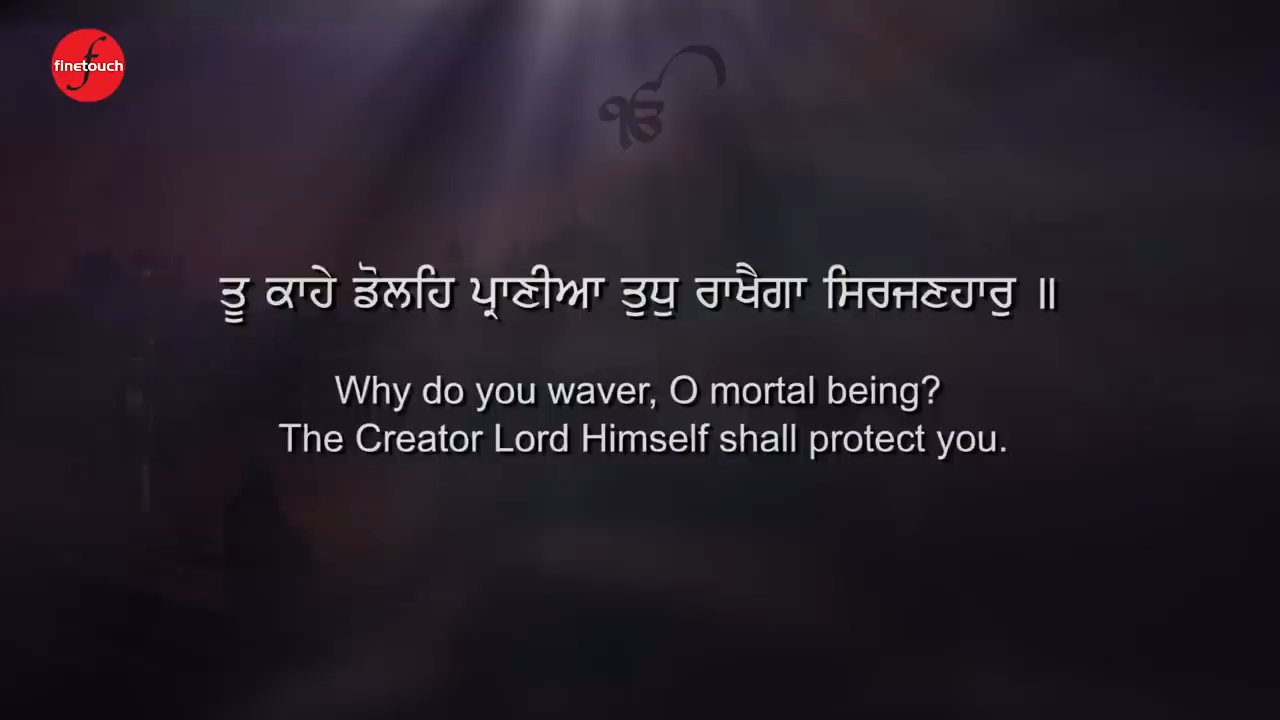 finetouch
ੴ
ਤੂ ਕਾਹੇ ਡੋਲਹਿ ਪ੍ਰਾਣੀਆ ਤੁਧੁ ਰਾਖੈਗਾ ਸਿਰਜਣਹਾਰੁ ॥
Why do you waver, O mortal being?
The Creator Lord Himself shall protect you.